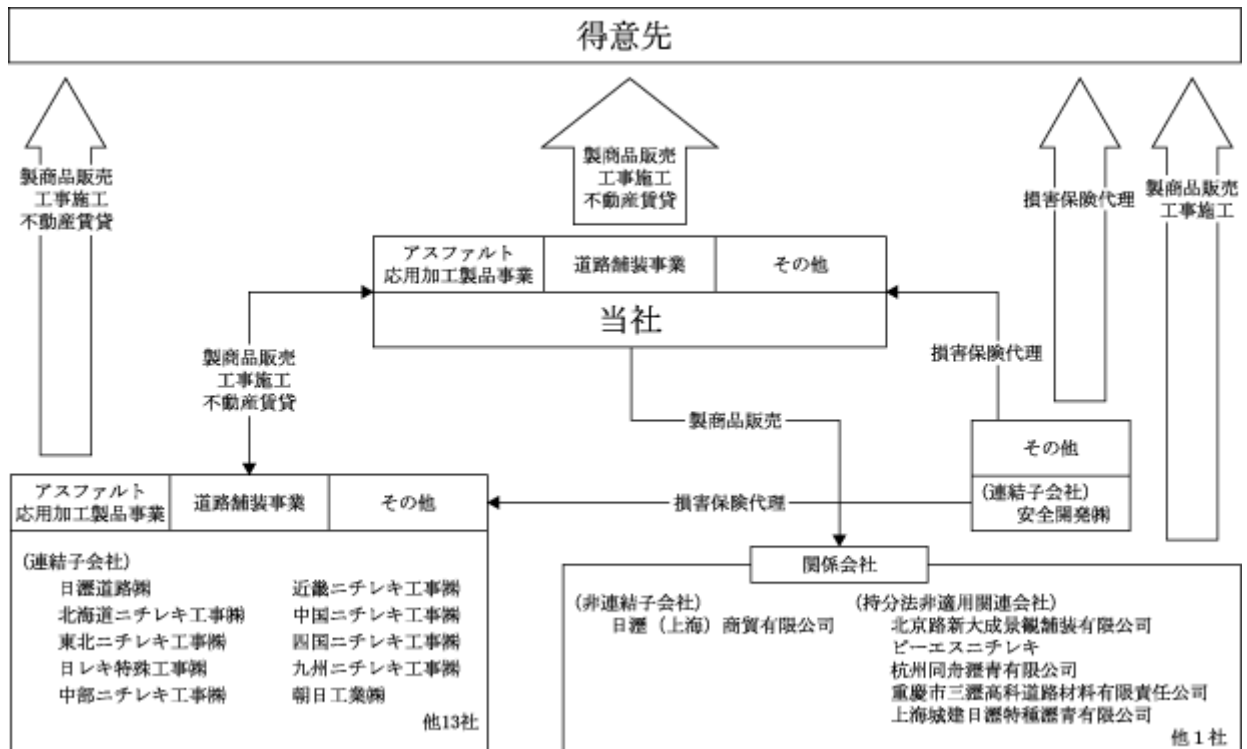 得意先
製商品販売
工事施工
不動産賃貸
製商品販売
工事施工
不動産賃貸
損害保険代理
製商品販売
工事施工
アスファルト
応用加工製品事業
道路舗装事業
その他
当社
製商品販売
工事施工
不動産賃貸
損害保険代理
製商品販売
その他
(連結子会社)
安全開発㈱
損害保険代理
アスファルト
応用加工製品事業
道路舗装事業
その他
(連結子会社)
日瀝道路㈱
北海道ニチレキ工事㈱
東北ニチレキ工事㈱
日レキ特殊工事㈱
中部ニチレキ工事㈱
近畿ニチレキ工事㈱
中国ニチレキ工事㈱
四国ニチレキ工事㈱
九州ニチレキ工事㈱
朝日工業㈱
他13社
関係会社
(非連結子会社)
日瀝（上海）商貿有限公司
(持分法非適用関連会社)
北京路新大成景観舗装有限公司
ピーエスニチレキ
杭州同舟瀝青有限公司
重慶市三瀝高科道路材料有限責任公司
上海城建日瀝特種瀝青有限公司
他１社